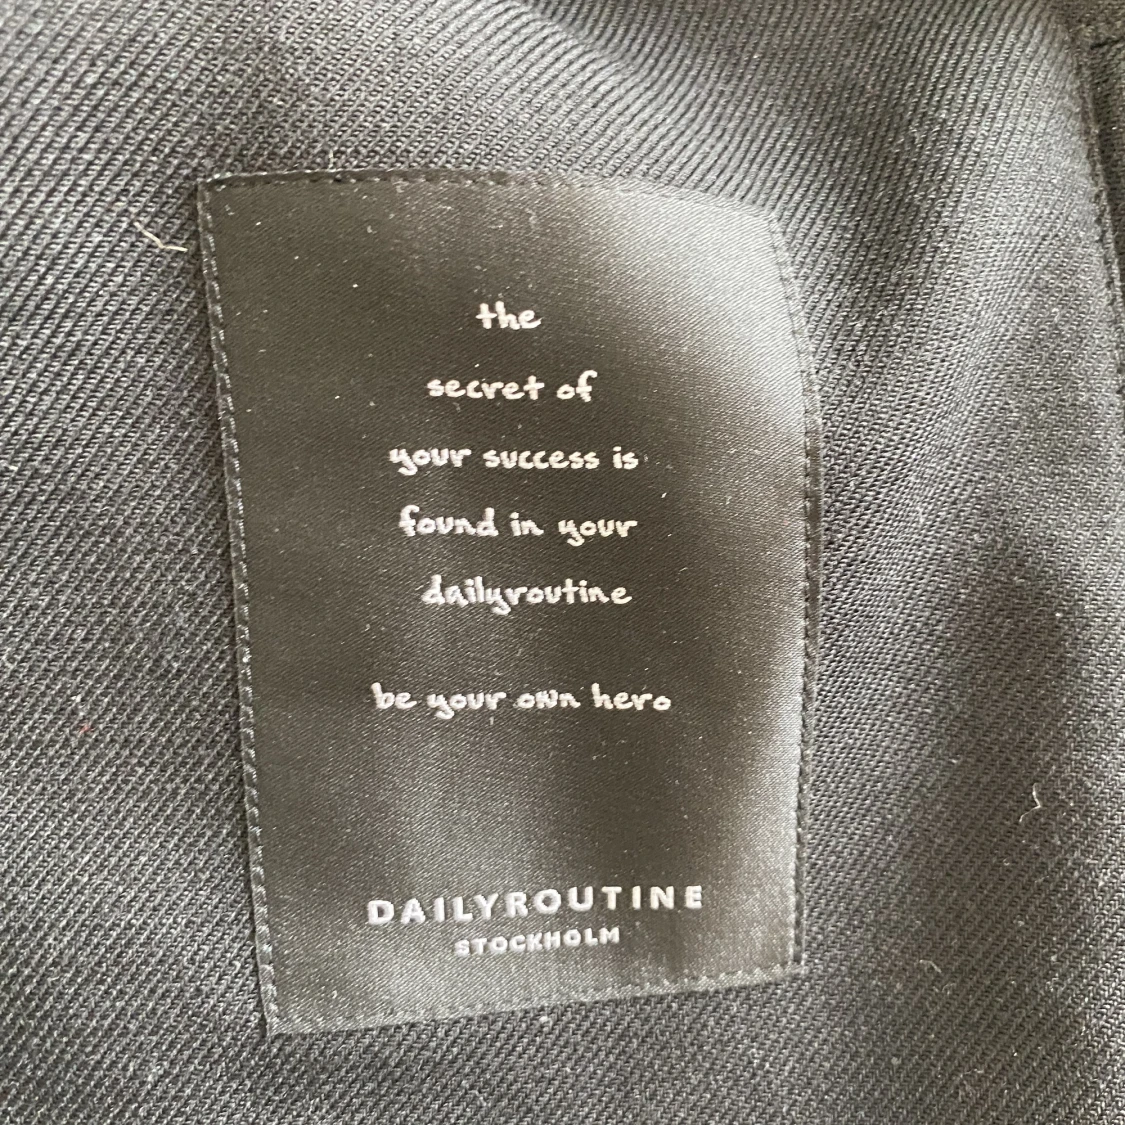 the
secret of
your success is
found in your
dailyroutine
be your own hero
DAILYROUTINE
STOCKHOLM